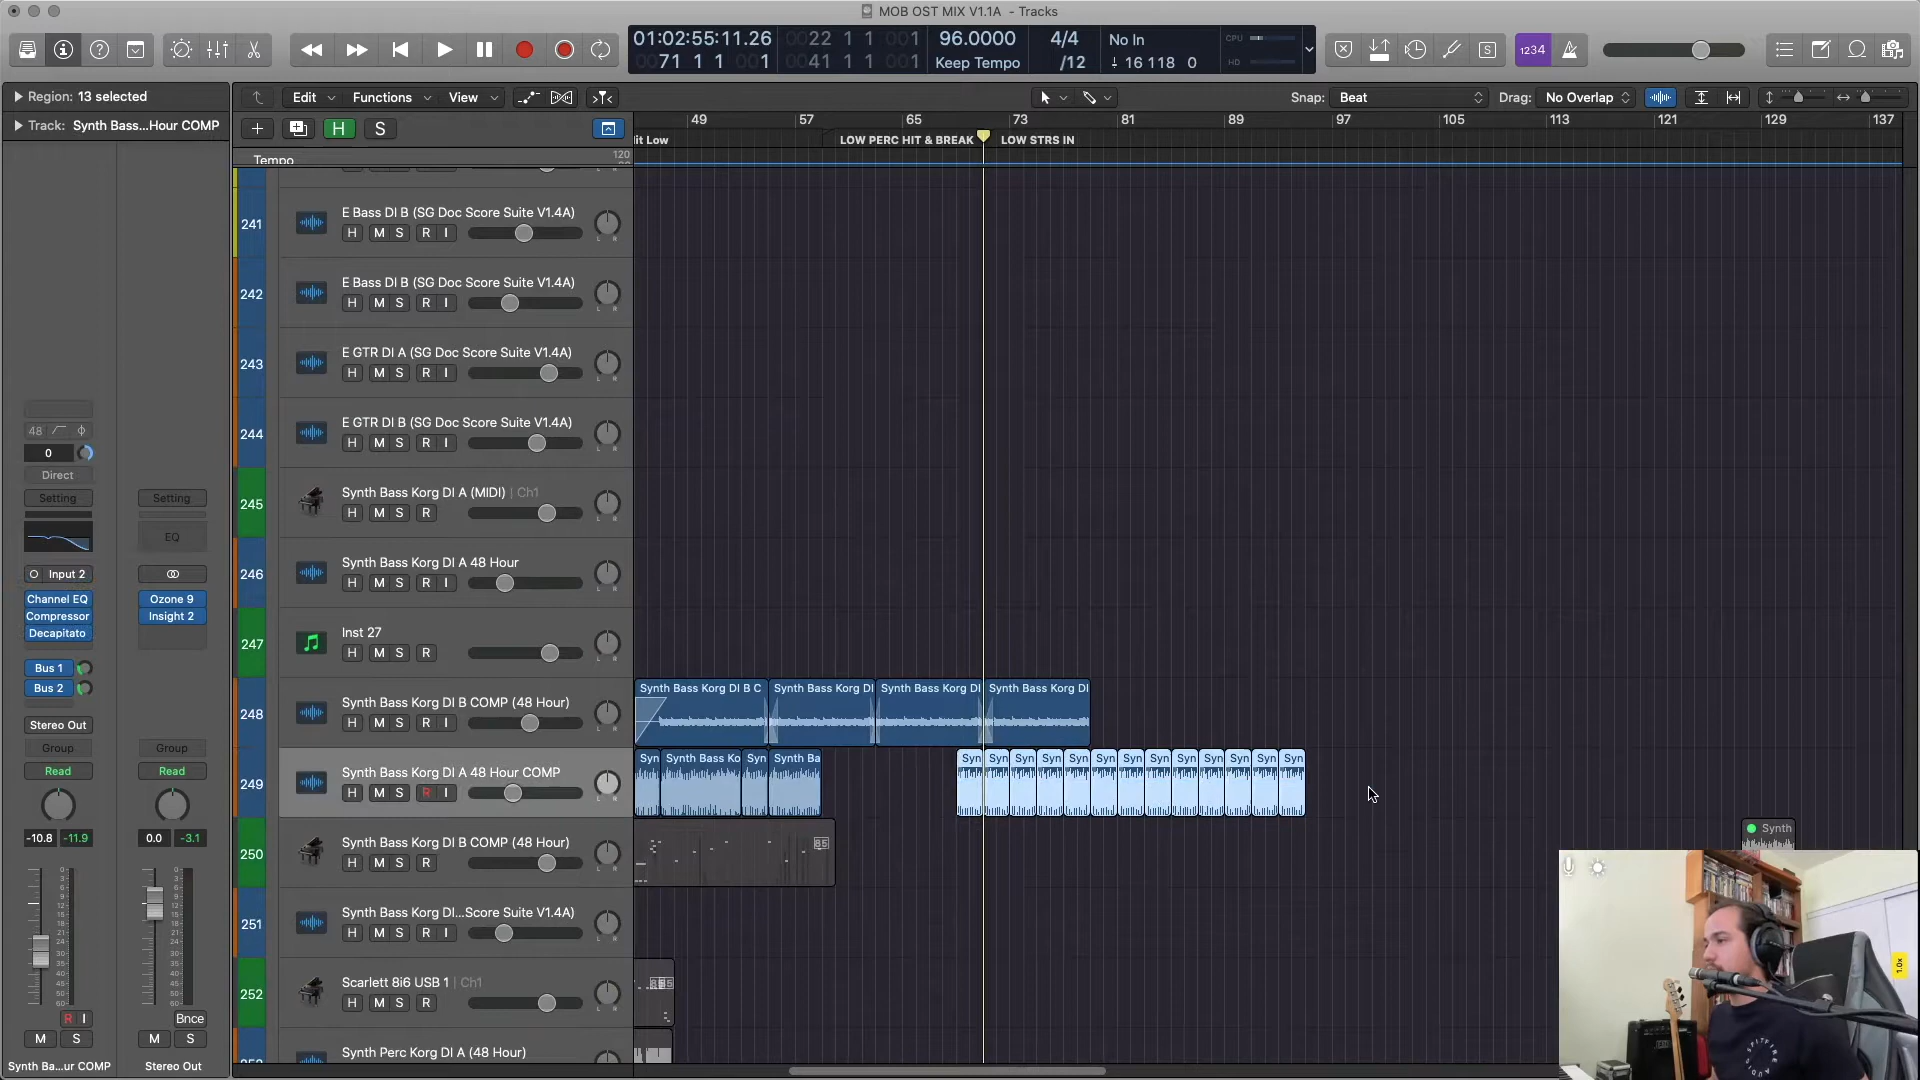 MOB OST MIX V1.1A - Tracks
01:02:55:11.26
0022 1 1 001
96.0000
4/4
No In
CPU
71 1 1 001
0041 1 1 001
Keep Tempo
/12
16 118 0
HD
1234
S
Region: 13 selected
Edit
Functions
View
Snap: Beat
Drag: No Overlap
Track: Synth Bass...Hour COMP
H
S
49
57
65
73
81
89
97
105
113
121
129
137
it Low
LOW PERC HIT & BREAK
LOW STRS IN
Tempo
120
241
E Bass DI B (SG Doc Score Suite V1.4A)
H M S R I
L R
242
E Bass DI B (SG Doc Score Suite V1.4A)
H M S R I
L R
243
E GTR DI A (SG Doc Score Suite V1.4A)
H M S R I
L R
244
E GTR DI B (SG Doc Score Suite V1.4A)
H M S R I
L R
245
Synth Bass Korg DI A (MIDI) | Ch1
H M S R
L R
246
Synth Bass Korg DI A 48 Hour
H M S R I
L R
247
Inst 27
H M S R
L R
248
Synth Bass Korg DI B COMP (48 Hour)
H M S R I
L R
Synth Bass Korg DI B C
Synth Bass Korg DI
Synth Bass Korg DI
Synth Bass Korg DI
249
Synth Bass Korg DI A 48 Hour COMP
H M S R I
L R
Syn
Synth Bass Ko
Syn
Synth Ba
Syn Syn Syn Syn Syn Syn Syn Syn Syn Syn Syn Syn Syn
250
Synth Bass Korg DI B COMP (48 Hour)
H M S R
L R
Synth
251
Synth Bass Korg DI...Score Suite V1.4A)
H M S R I
L R
252
Scarlett 8i6 USB 1 | Ch1
H M S R
L R
Synth Perc Korg DI A (48 Hour)
48
0
Direct
Setting
Setting
EQ
Input 2
Channel EQ
Compressor
Decapitato
Ozone 9
Insight 2
Bus 1
Bus 2
Stereo Out
Group
Group
Read
Read
-10.8
-11.9
0.0
-3.1
R I
Bnce
M S
M S
Synth Ba...ur COMP
Stereo Out
1.0x
SPITFIRE
AUDIO